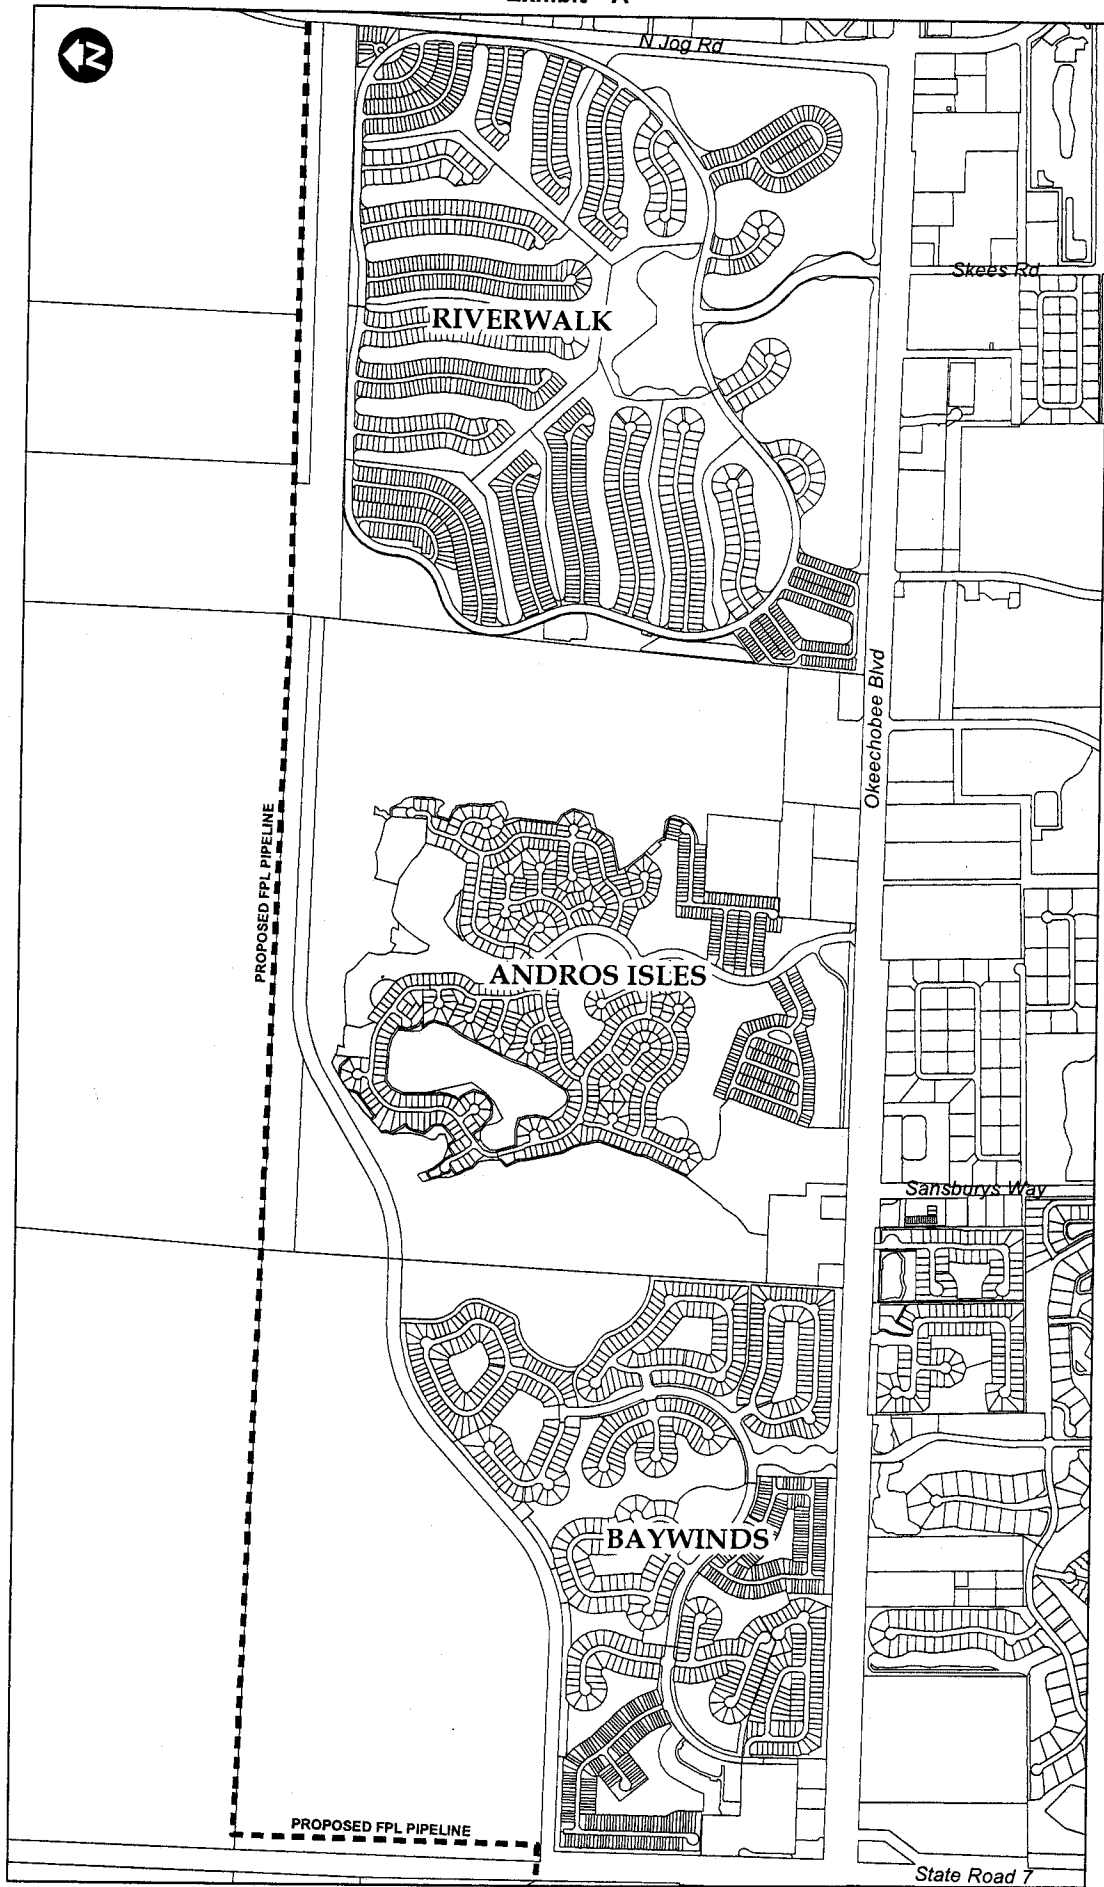 Exhibit "A"
N
N Jog Rd
Skees Rd
RIVERWALK
Okeechobee Blvd
PROPOSED FPL PIPELINE
ANDROS ISLES
Sansburys Way
BAYWINDS
PROPOSED FPL PIPELINE
State Road 7